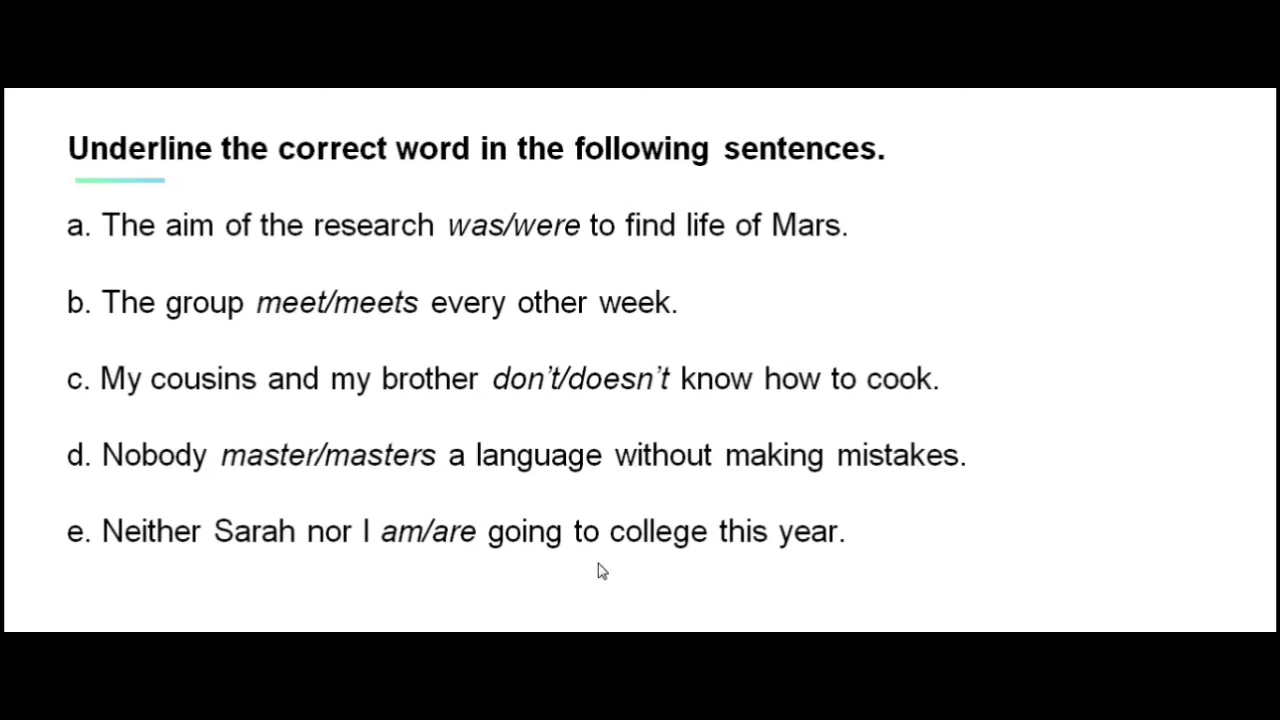 Underline the correct word in the following sentences.
a. The aim of the research was/were to find life of Mars.
b. The group meet/meets every other week.
c. My cousins and my brother don’t/doesn’t know how to cook.
d. Nobody master/masters a language without making mistakes.
e. Neither Sarah nor I am/are going to college this year.